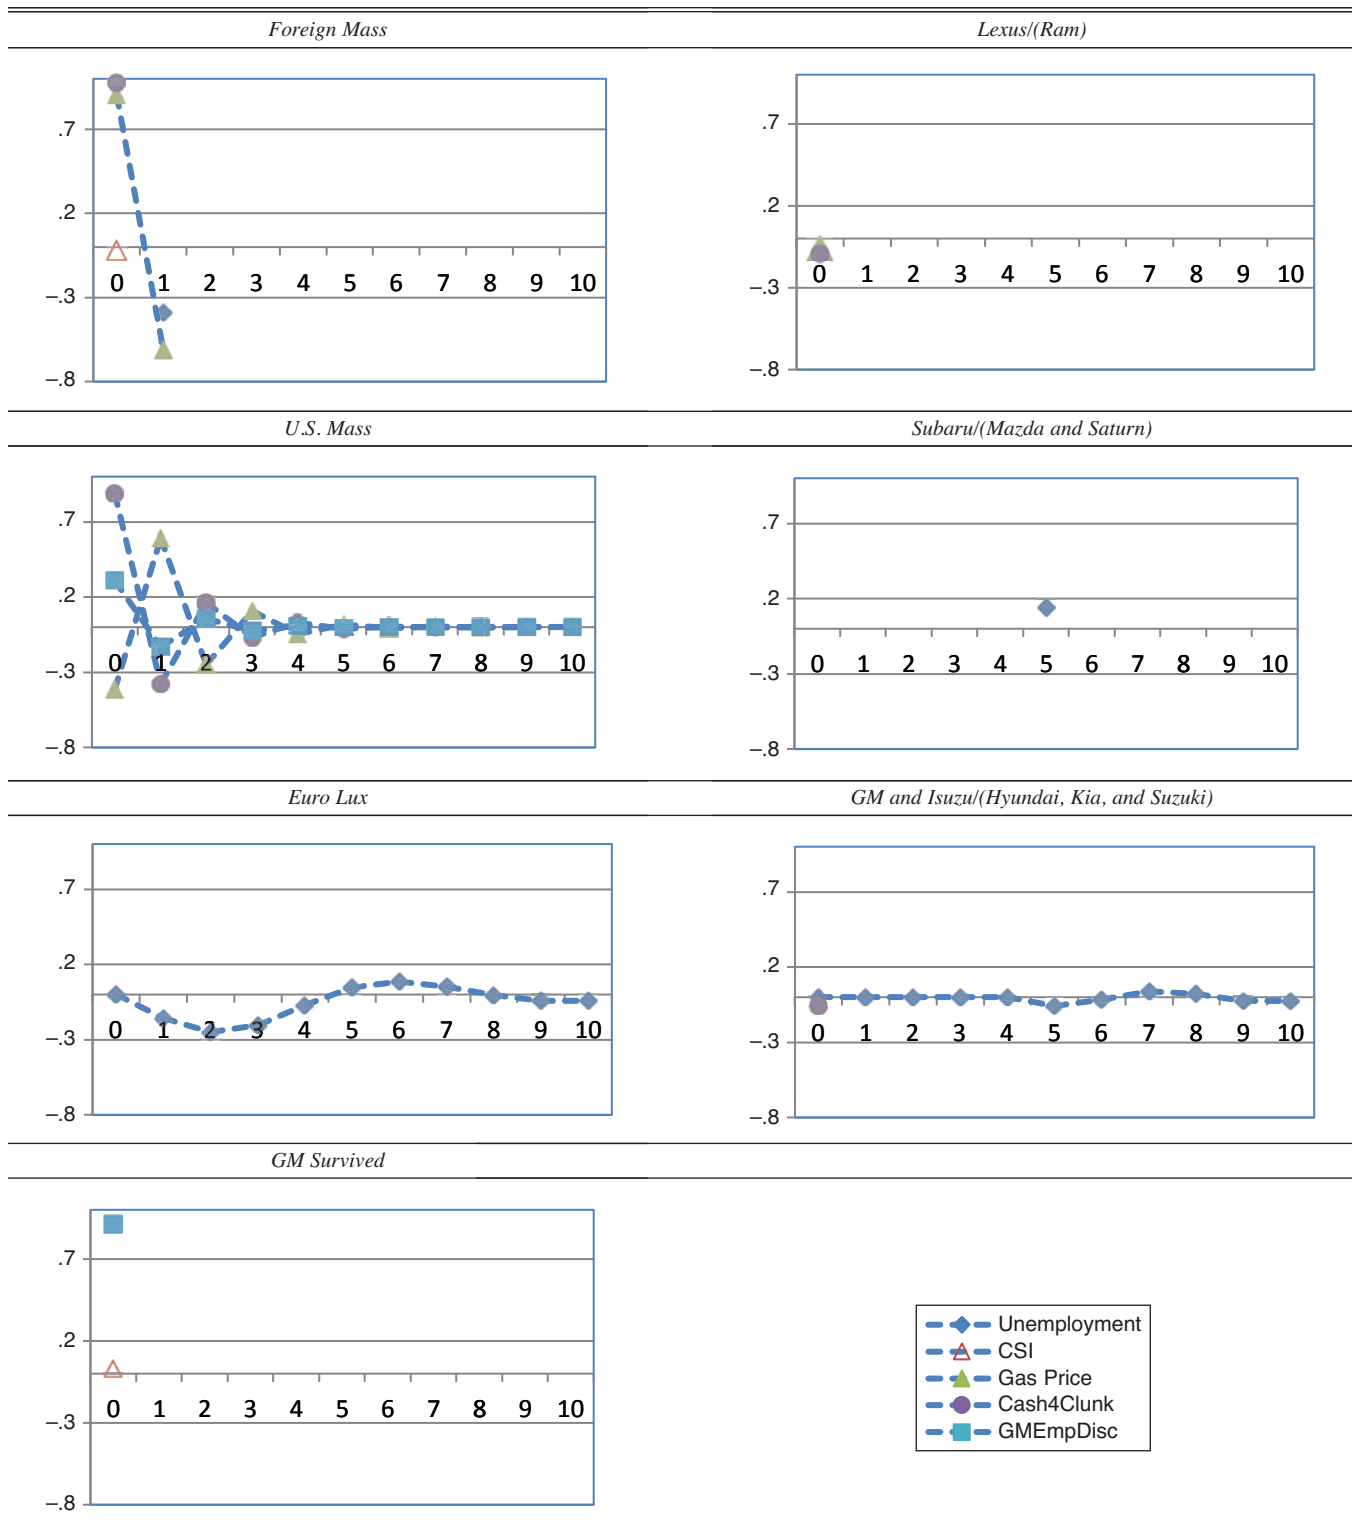 Foreign Mass
Lexus/(Ram)
.7
.2
–.3
–.8
0 1 2 3 4 5 6 7 8 9 10
.7
.2
–.3
–.8
0 1 2 3 4 5 6 7 8 9 10
U.S. Mass
Subaru/(Mazda and Saturn)
.7
.2
–.3
–.8
0 1 2 3 4 5 6 7 8 9 10
.7
.2
–.3
–.8
0 1 2 3 4 5 6 7 8 9 10
Euro Lux
GM and Isuzu/(Hyundai, Kia, and Suzuki)
.7
.2
–.3
–.8
0 1 2 3 4 5 6 7 8 9 10
.7
.2
–.3
–.8
0 1 2 3 4 5 6 7 8 9 10
GM Survived
.7
.2
–.3
–.8
0 1 2 3 4 5 6 7 8 9 10
Unemployment
CSI
Gas Price
Cash4Clunk
GMEmpDisc